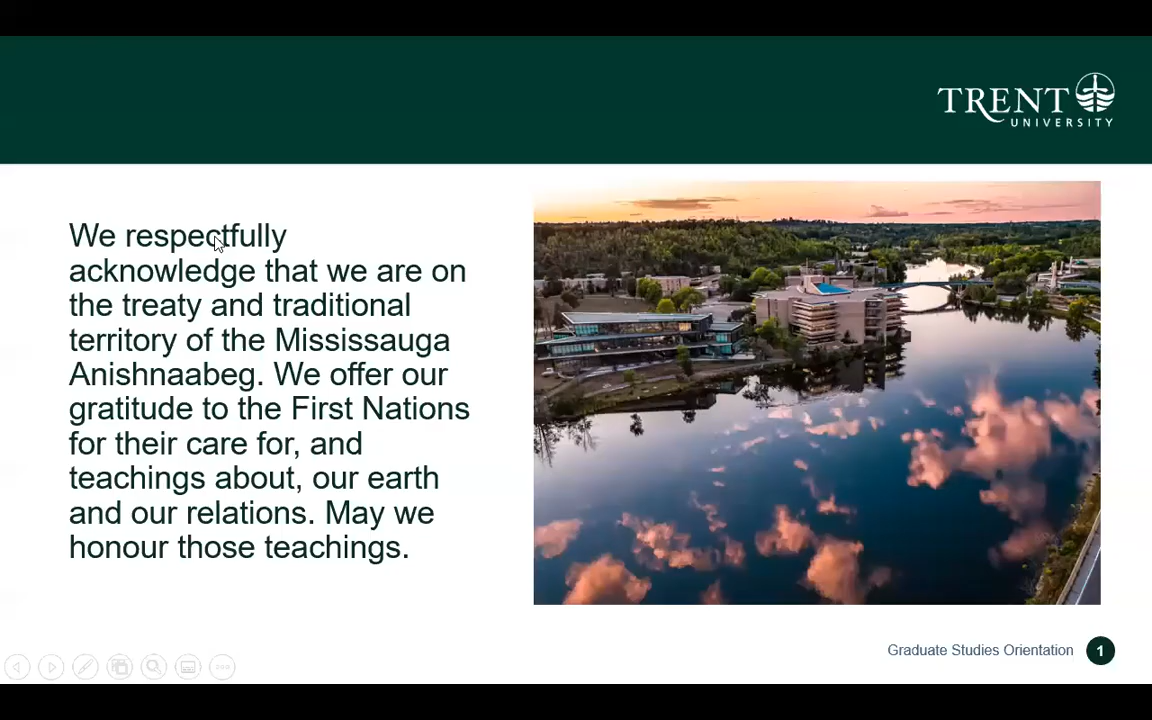 TRENT
UNIVERSITY
We respectfully
acknowledge that we are on
the treaty and traditional
territory of the Mississauga
Anishnaabeg. We offer our
gratitude to the First Nations
for their care for, and
teachings about, our earth
and our relations. May we
honour those teachings.
Graduate Studies Orientation 1